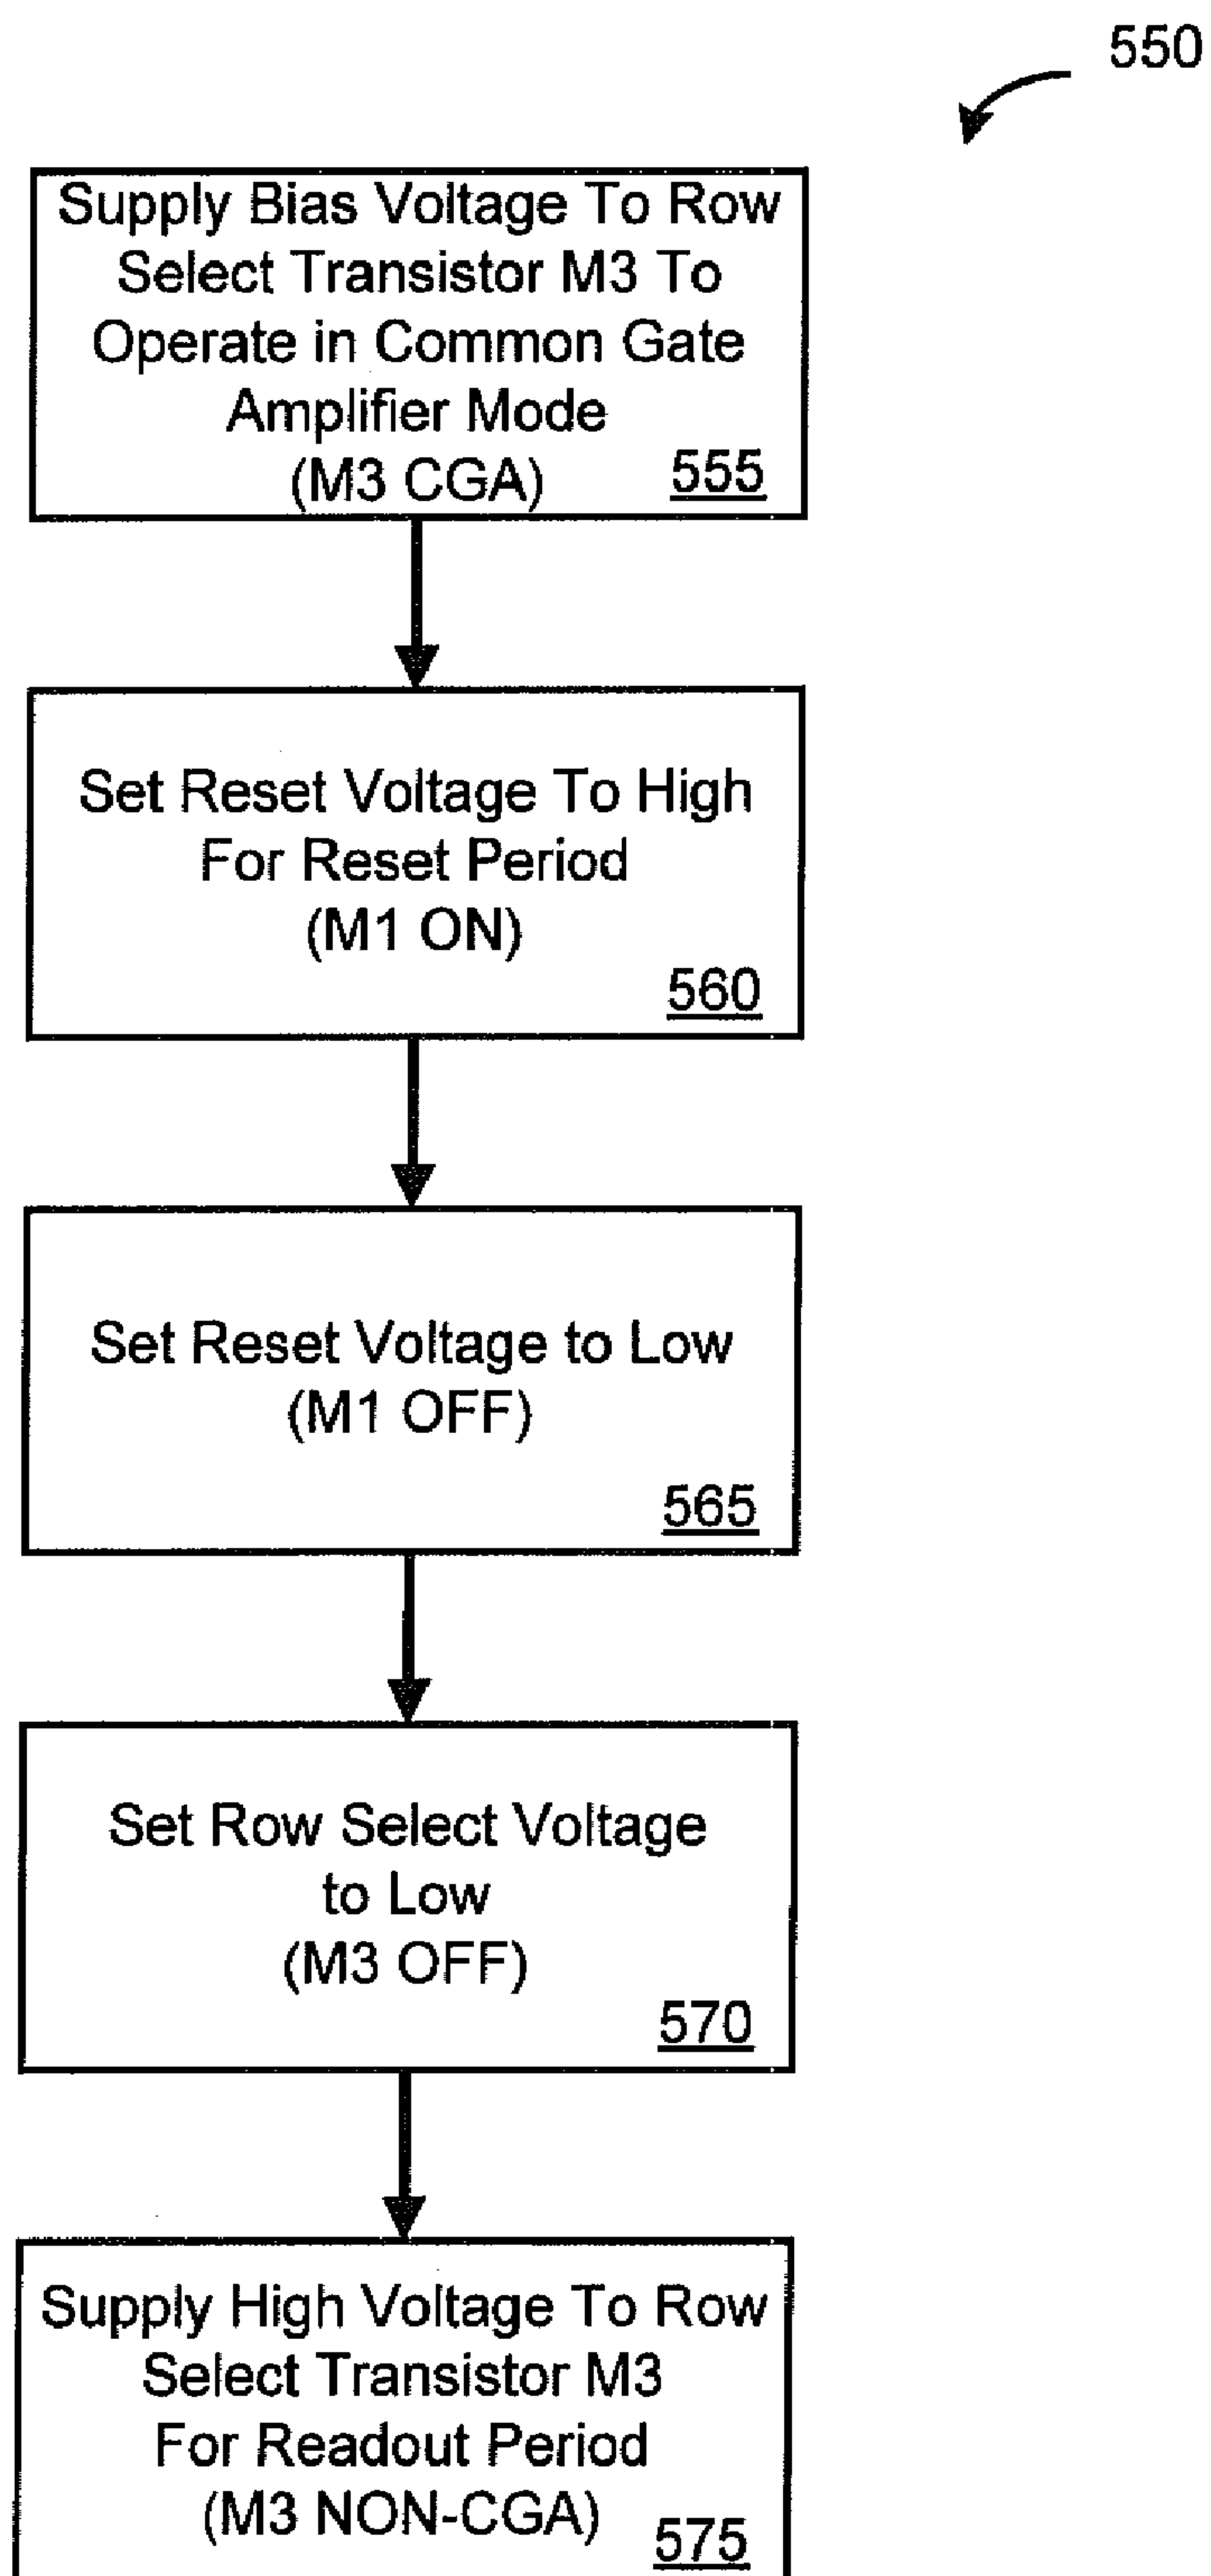 550
Supply Bias Voltage To Row
Select Transistor M3 To
Operate in Common Gate
Amplifier Mode
(M3 CGA)
555
Set Reset Voltage To High
For Reset Period
(M1 ON)
560
Set Reset Voltage to Low
(M1 OFF)
565
Set Row Select Voltage
to Low
(M3 OFF)
570
Supply High Voltage To Row
Select Transistor M3
For Readout Period
(M3 NON-CGA)
575